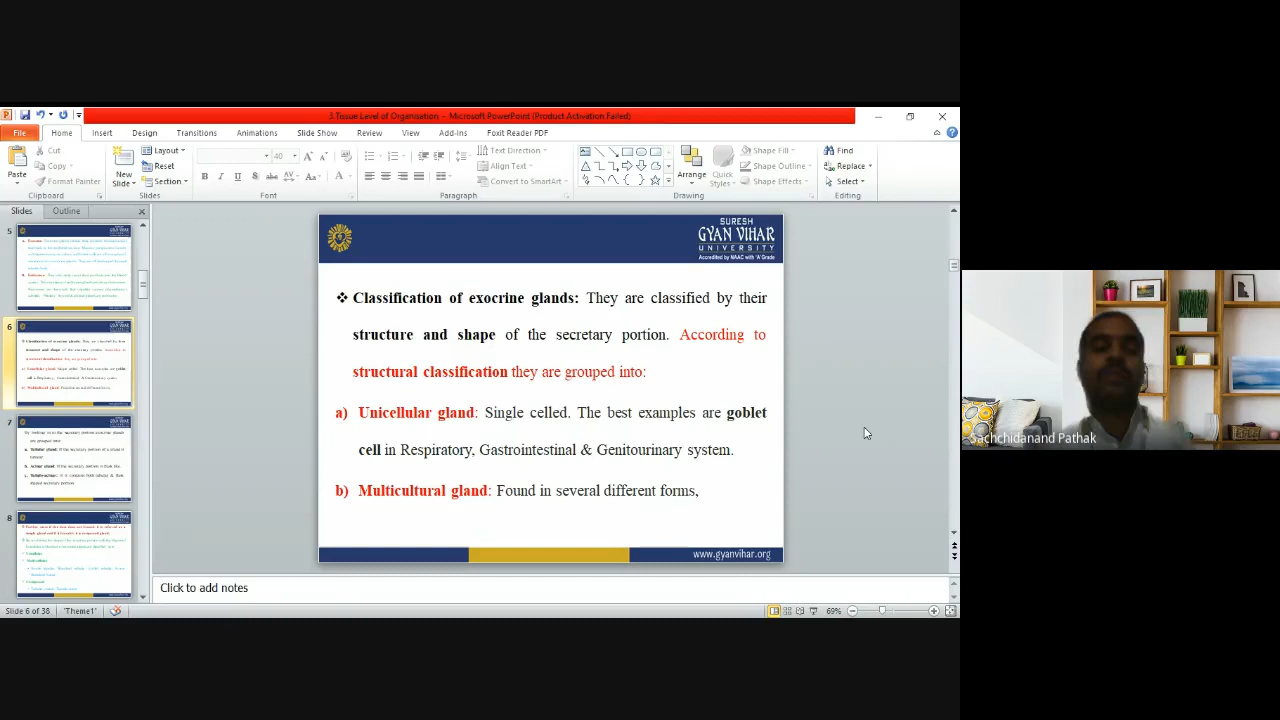 3.Tissue Level of Organisation – Microsoft PowerPoint (Product Activation Failed)
File Home Insert Design Transitions Animations Slide Show Review View Add-Ins Foxit Reader PDF
Paste Cut Copy Format Painter
Clipboard
New Slide Layout Reset Section
Slides
40
Font
Text Direction Align Text Convert to SmartArt
Paragraph
Arrange Quick Styles Shape Fill Shape Outline Shape Effects
Drawing
Find Replace Select
Editing
Slides Outline
5
6
7
8
SURESH
GYAN VIHAR
UNIVERSITY
Accredited by NAAC with 'A' Grade
❖ Classification of exocrine glands: They are classified by their
structure and shape of the secretary portion. According to
structural classification they are grouped into:
a) Unicellular gland: Single celled. The best examples are goblet
cell in Respiratory, Gastrointestinal & Genitourinary system.
b) Multicultural gland: Found in several different forms,
www.gyanvihar.org
Click to add notes
Slide 6 of 38 'Theme1' 69%
Sachchidanand Pathak